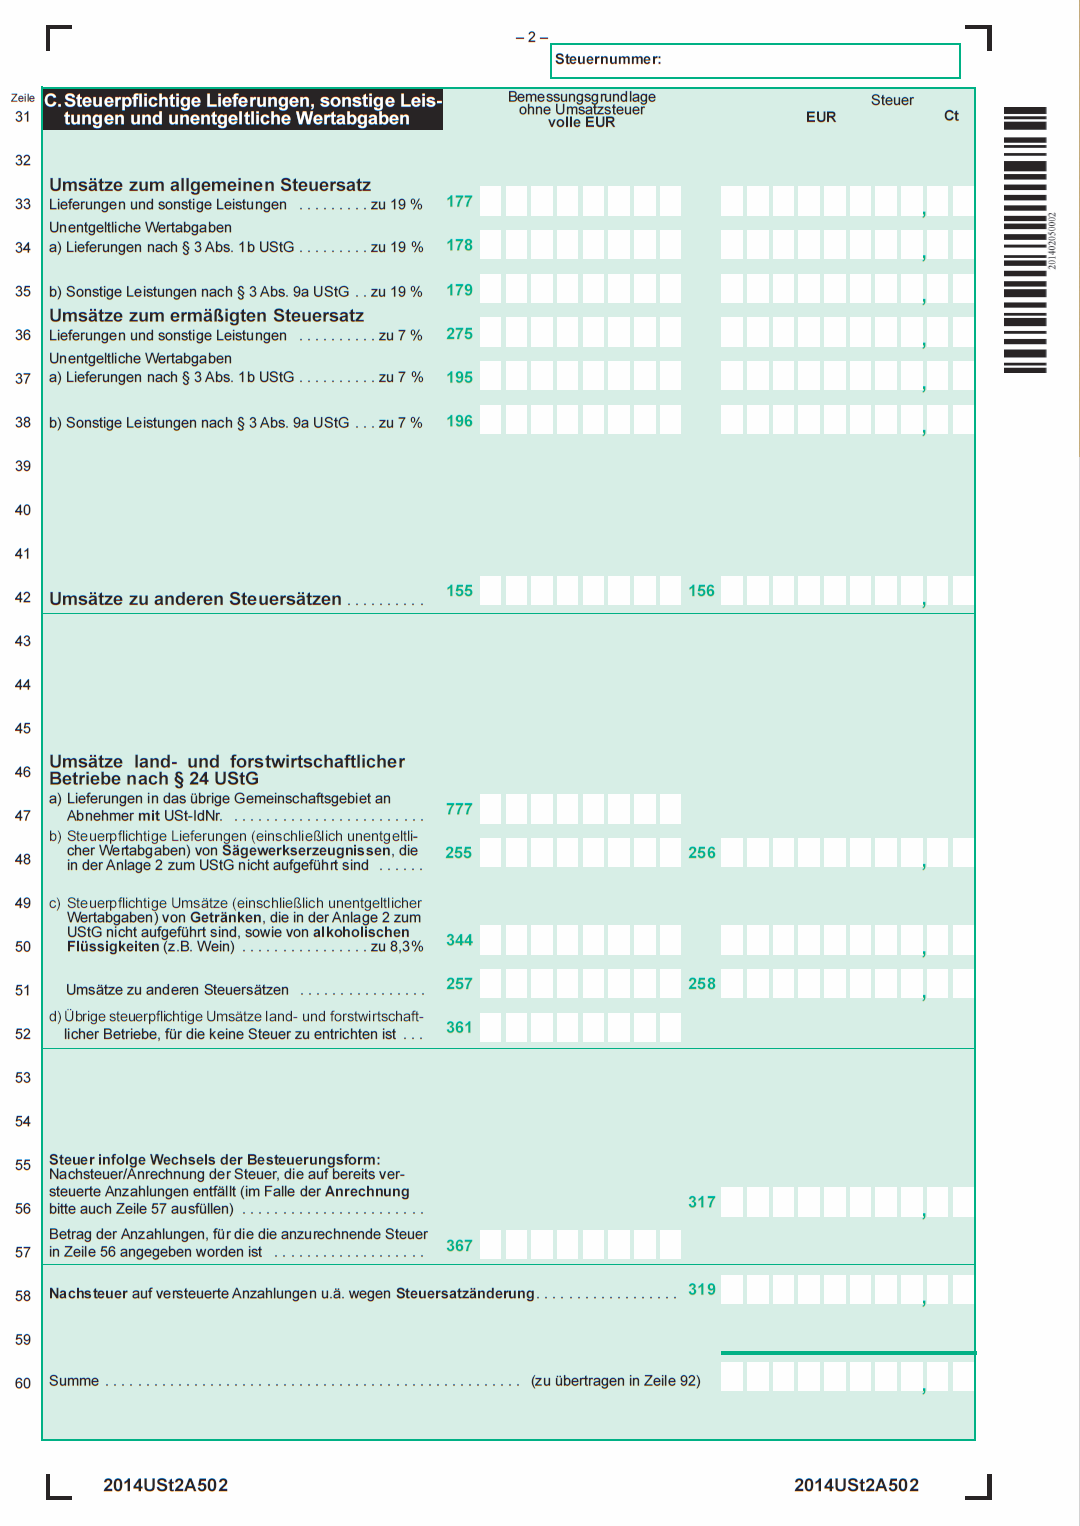 – 2 –
Steuernummer:
Zeile
31 C. Steuerpflichtige Lieferungen, sonstige Leis-
tungen und unentgeltliche Wertabgaben
Bemessungsgrundlage
ohne Umsatzsteuer
volle EUR
Steuer
EUR Ct
32
Umsätze zum allgemeinen Steuersatz
33 Lieferungen und sonstige Leistungen . . . . . . . . . zu 19 % 177 ,
Unentgeltliche Wertabgaben
34 a) Lieferungen nach § 3 Abs. 1b UStG . . . . . . . . . zu 19 % 178 ,
35 b) Sonstige Leistungen nach § 3 Abs. 9a UStG . . zu 19 % 179 ,
Umsätze zum ermäßigten Steuersatz
36 Lieferungen und sonstige Leistungen . . . . . . . . . . zu 7 % 275 ,
Unentgeltliche Wertabgaben
37 a) Lieferungen nach § 3 Abs. 1b UStG . . . . . . . . . . zu 7 % 195 ,
38 b) Sonstige Leistungen nach § 3 Abs. 9a UStG . . . zu 7 % 196 ,
39
40
41
42 Umsätze zu anderen Steuersätzen . . . . . . . . . . 155 156 ,
43
44
45
Umsätze land- und forstwirtschaftlicher
46 Betriebe nach § 24 UStG
a) Lieferungen in das übrige Gemeinschaftsgebiet an
47 Abnehmer mit USt-IdNr. . . . . . . . . . . . . . . . . . . . . . . . . 777
b) Steuerpflichtige Lieferungen (einschließlich unentgeltli-
cher Wertabgaben) von Sägewerkserzeugnissen, die
48 in der Anlage 2 zum UStG nicht aufgeführt sind . . . . . . 255 256 ,
49 c) Steuerpflichtige Umsätze (einschließlich unentgeltlicher
Wertabgaben) von Getränken, die in der Anlage 2 zum
UStG nicht aufgeführt sind, sowie von alkoholischen
50 Flüssigkeiten (z.B. Wein) . . . . . . . . . . . . . . . . zu 8,3% 344 ,
51 Umsätze zu anderen Steuersätzen . . . . . . . . . . . . . . . . 257 258 ,
d) Übrige steuerpflichtige Umsätze land- und forstwirtschaft-
52 licher Betriebe, für die keine Steuer zu entrichten ist . . . 361
53
54
55 Steuer infolge Wechsels der Besteuerungsform:
Nachsteuer/Anrechnung der Steuer, die auf bereits ver-
steuerte Anzahlungen entfällt (im Falle der Anrechnung
56 bitte auch Zeile 57 ausfüllen) . . . . . . . . . . . . . . . . . . . . . . . 317 ,
Betrag der Anzahlungen, für die die anzurechnende Steuer
57 in Zeile 56 angegeben worden ist . . . . . . . . . . . . . . . . . . . 367
58 Nachsteuer auf versteuerte Anzahlungen u.ä. wegen Steuersatzänderung . . . . . . . . . . . . . . . . . . 319 ,
59
60 Summe . . . . . . . . . . . . . . . . . . . . . . . . . . . . . . . . . . . . . . . . . . . . . . . . . . . . (zu übertragen in Zeile 92) ,
201402050002
2014USt2A502 2014USt2A502